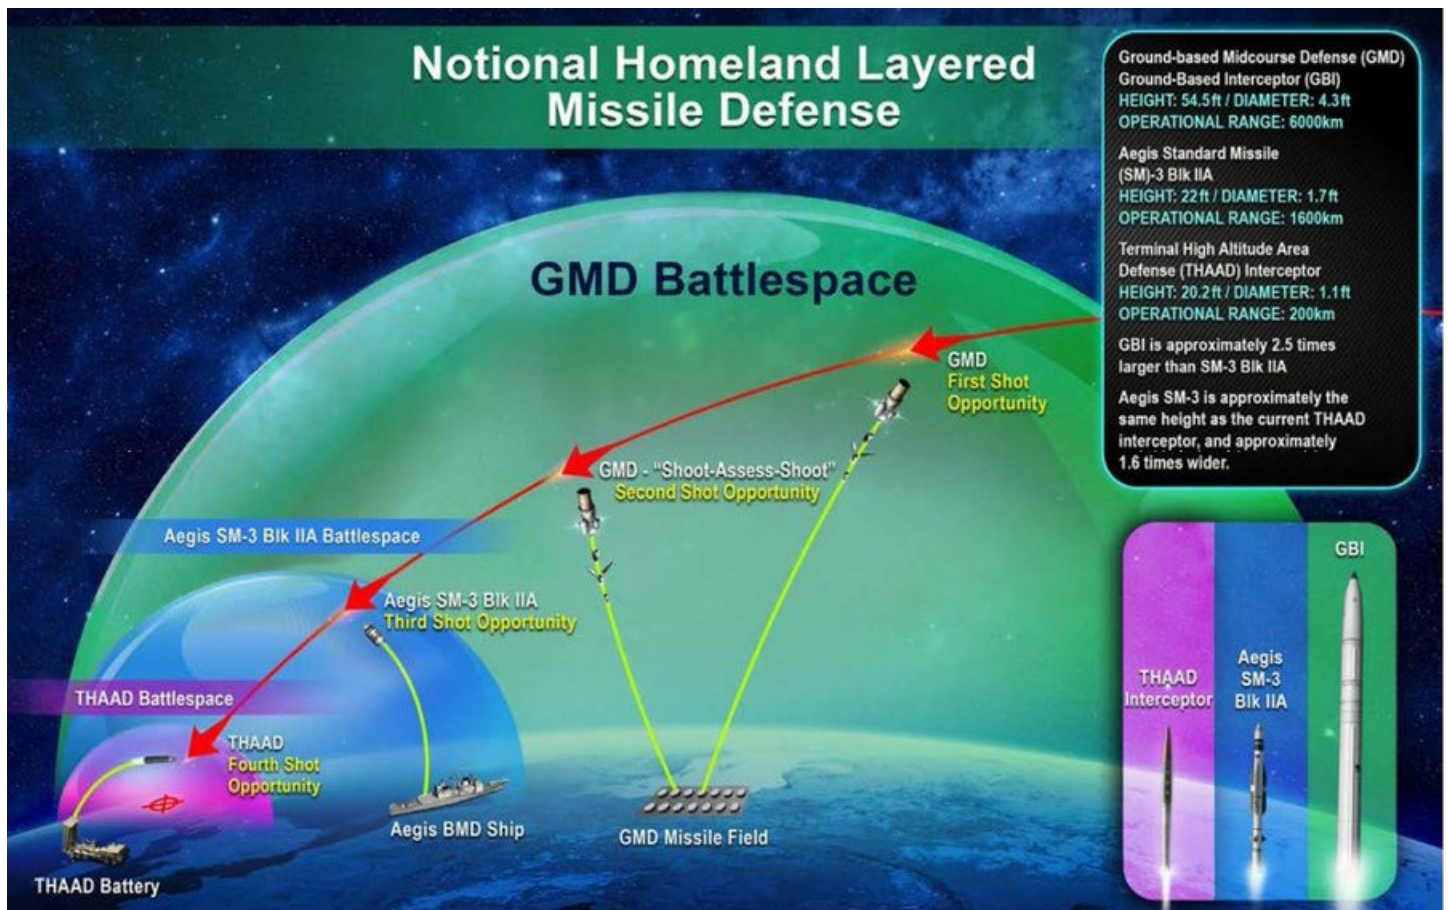 Notional Homeland Layered
Missile Defense
Ground-based Midcourse Defense (GMD)
Ground-Based Interceptor (GBI)
HEIGHT: 54.5ft / DIAMETER: 4.3ft
OPERATIONAL RANGE: 6000km
Aegis Standard Missile
(SM)-3 Blk IIA
HEIGHT: 22ft / DIAMETER: 1.7ft
OPERATIONAL RANGE: 1600km
Terminal High Altitude Area
Defense (THAAD) Interceptor
HEIGHT: 20.2ft / DIAMETER: 1.1ft
OPERATIONAL RANGE: 200km
GBI is approximately 2.5 times
larger than SM-3 Blk IIA
Aegis SM-3 is approximately the
same height as the current THAAD
interceptor, and approximately
1.6 times wider.
GMD Battlespace
GMD
First Shot
Opportunity
GMD - “Shoot-Assess-Shoot”
Second Shot Opportunity
Aegis SM-3 Blk IIA Battlespace
Aegis SM-3 Blk IIA
Third Shot Opportunity
THAAD Battlespace
THAAD
Fourth Shot
Opportunity
THAAD Battery
Aegis BMD Ship
GMD Missile Field
THAAD
Interceptor
Aegis
SM-3
Blk IIA
GBI